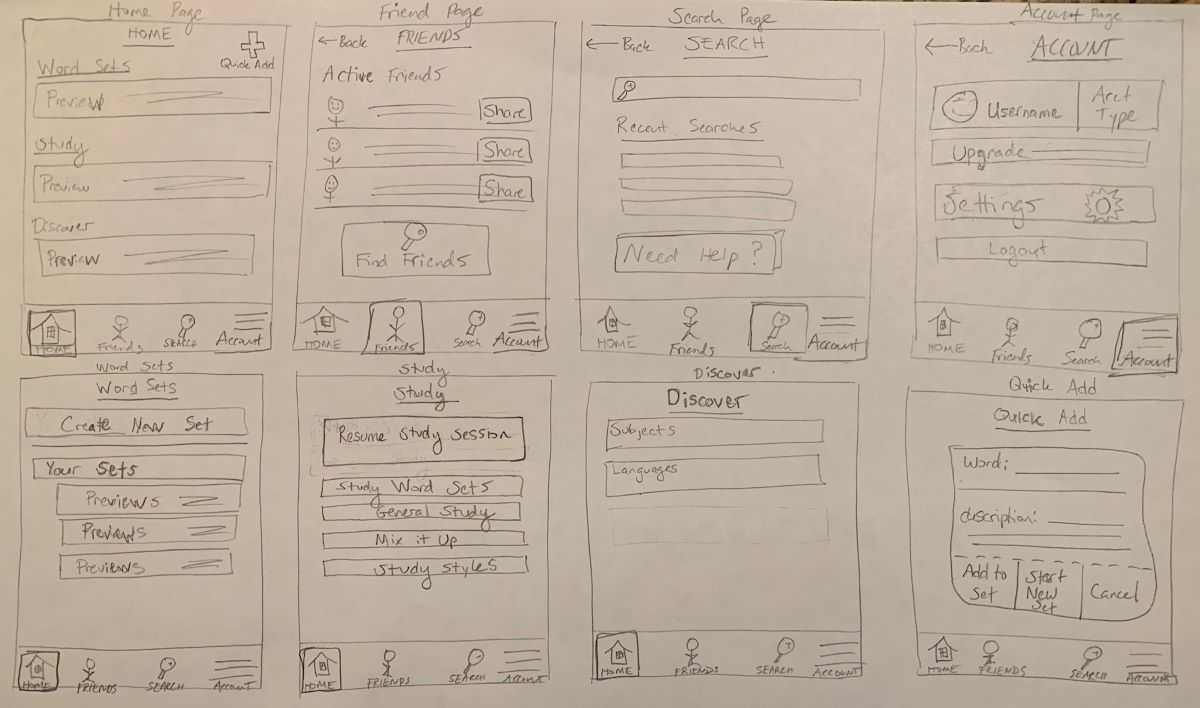 Home Page
HOME
Quick Add
Word Sets
Preview
Study
Preview
Discover
Preview
HOME
Friends
SEARCH
Account
Friend Page
← Back
FRIENDS
Active Friends
Share
Share
Share
Find Friends
HOME
Friends
Search
Account
Search Page
← Back
SEARCH
Recent Searches
Need Help?
HOME
Friends
Search
Account
Account Page
← Back
ACCOUNT
Username
Acct
Type
Upgrade
Settings
Logout
HOME
Friends
Search
Account
Word Sets
Word Sets
Create New Set
Your Sets
Previews
Previews
Previews
HOME
FRIENDS
SEARCH
Account
Study
Study
Resume Study Session
Study Word Sets
General Study
Mix it Up
Study Styles
HOME
FRIENDS
SEARCH
Account
Discover
Discover
Subjects
Languages
HOME
FRIENDS
SEARCH
Account
Quick Add
Quick Add
Word:
discription:
Add to
Set
Start
New
Set
Cancel
HOME
FRIENDS
SEARCH
Account